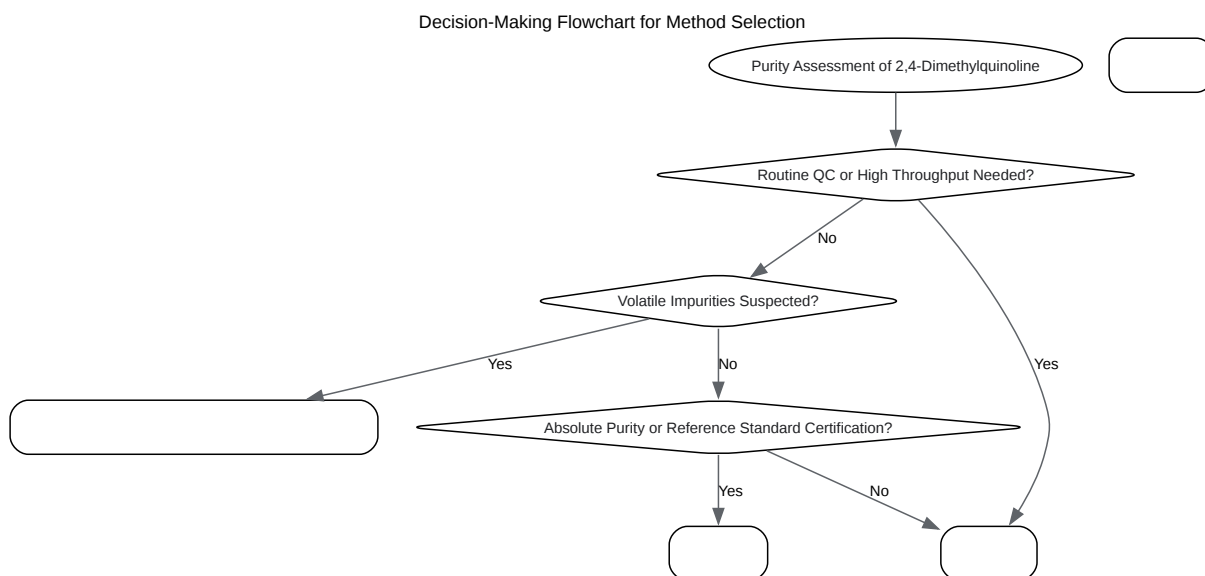 Decision-Making Flowchart for Method Selection
Purity Assessment of 2,4-Dimethylquinoline
Routine QC or High Throughput Needed?
No
Volatile Impurities Suspected?
Yes
No
Yes
Absolute Purity or Reference Standard Certification?
Yes
No